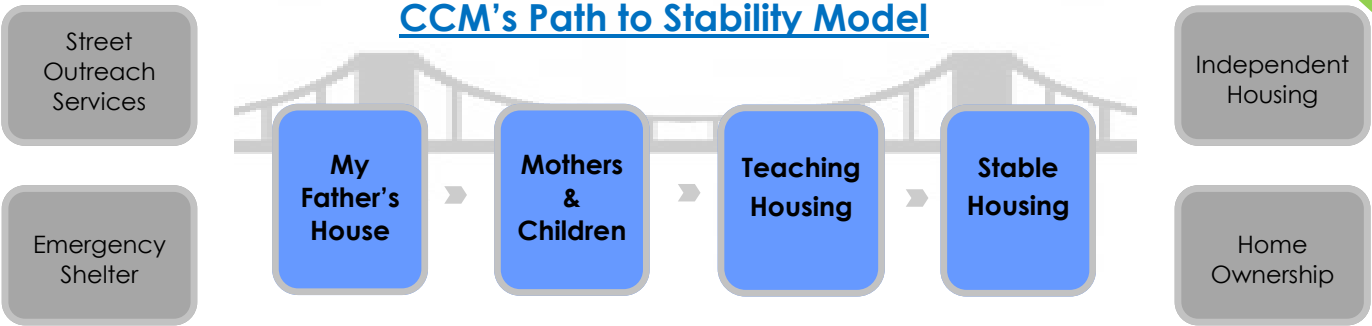 CCM's Path to Stability Model
Street
Outreach
Services
Emergency
Shelter
My
Father's
House
Mothers
&
Children
Teaching
Housing
Stable
Housing
Independent
Housing
Home
Ownership